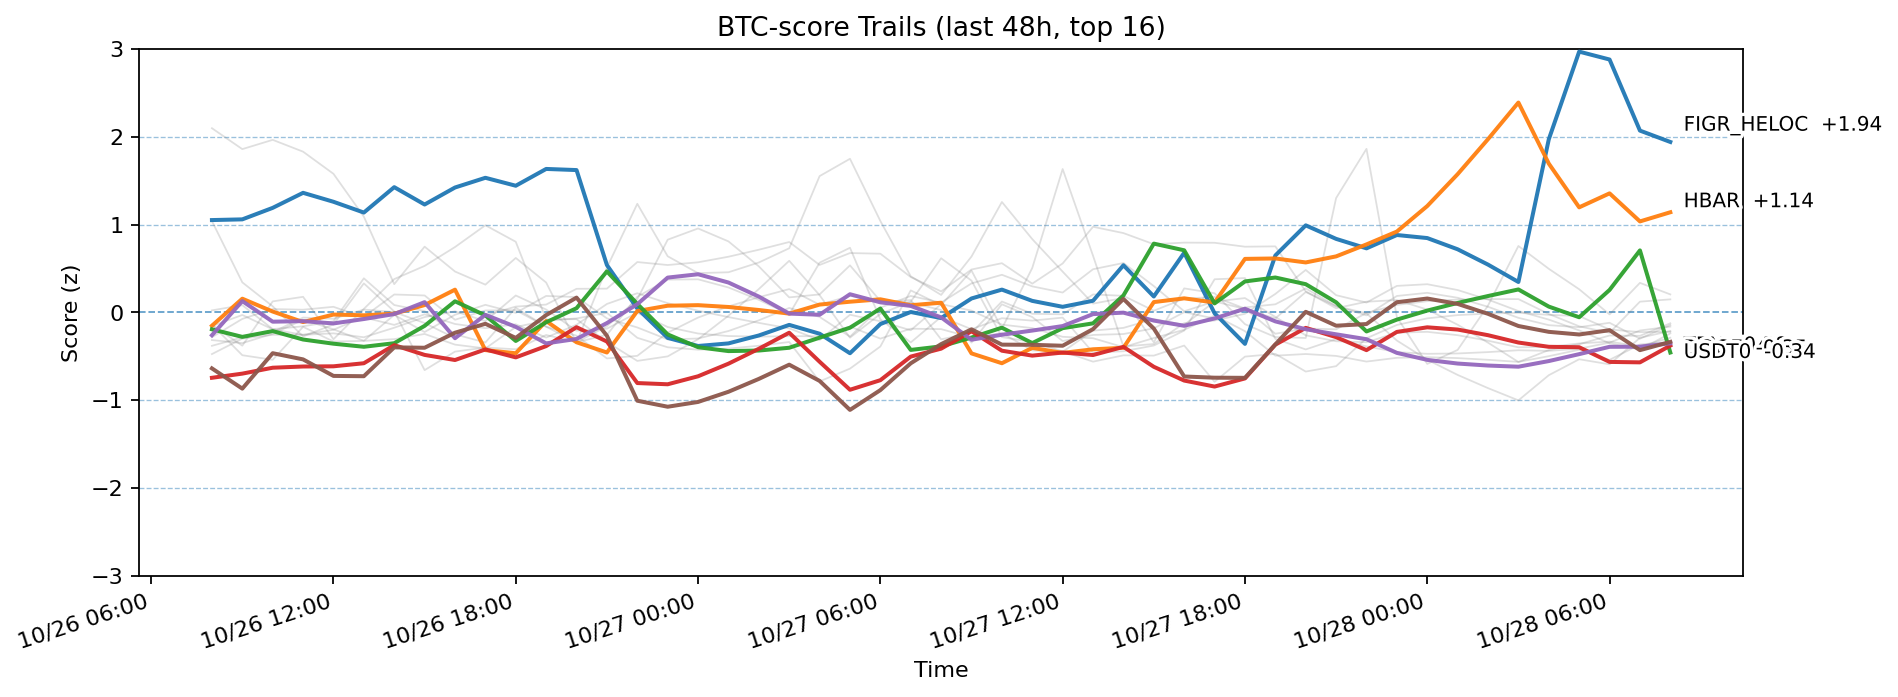 BTC-score Trails (last 48h, top 16)
Score (z)
3
2
1
0
−1
−2
−3
FIGR_HELOC +1.94
HBAR +1.14
USDT0 -0.34
10/26 06:00
10/26 12:00
10/26 18:00
10/27 00:00
10/27 06:00
10/27 12:00
10/27 18:00
10/28 00:00
10/28 06:00
Time